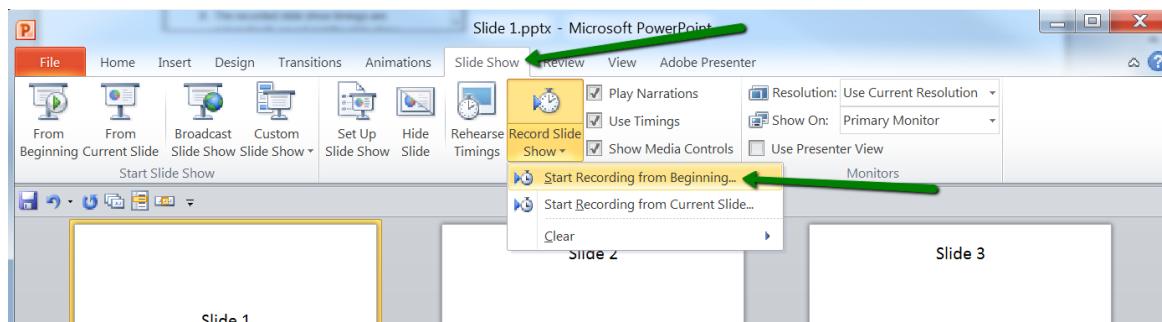 Slide 1.pptx - Microsoft PowerPoint
File Home Insert Design Transitions Animations Slide Show Review View Adobe Presenter
Play Narrations Resolution: Use Current Resolution
Use Timings Show On: Primary Monitor
From From Broadcast Custom Set Up Hide Rehearse Record Slide
Beginning Current Slide Slide Show Slide Show Slide Show Slide Timings Show Show Media Controls Use Presenter View
Start Slide Show Monitors
Start Recording from Beginning...
Start Recording from Current Slide...
Clear
Slide 2 Slide 3
Slide 1